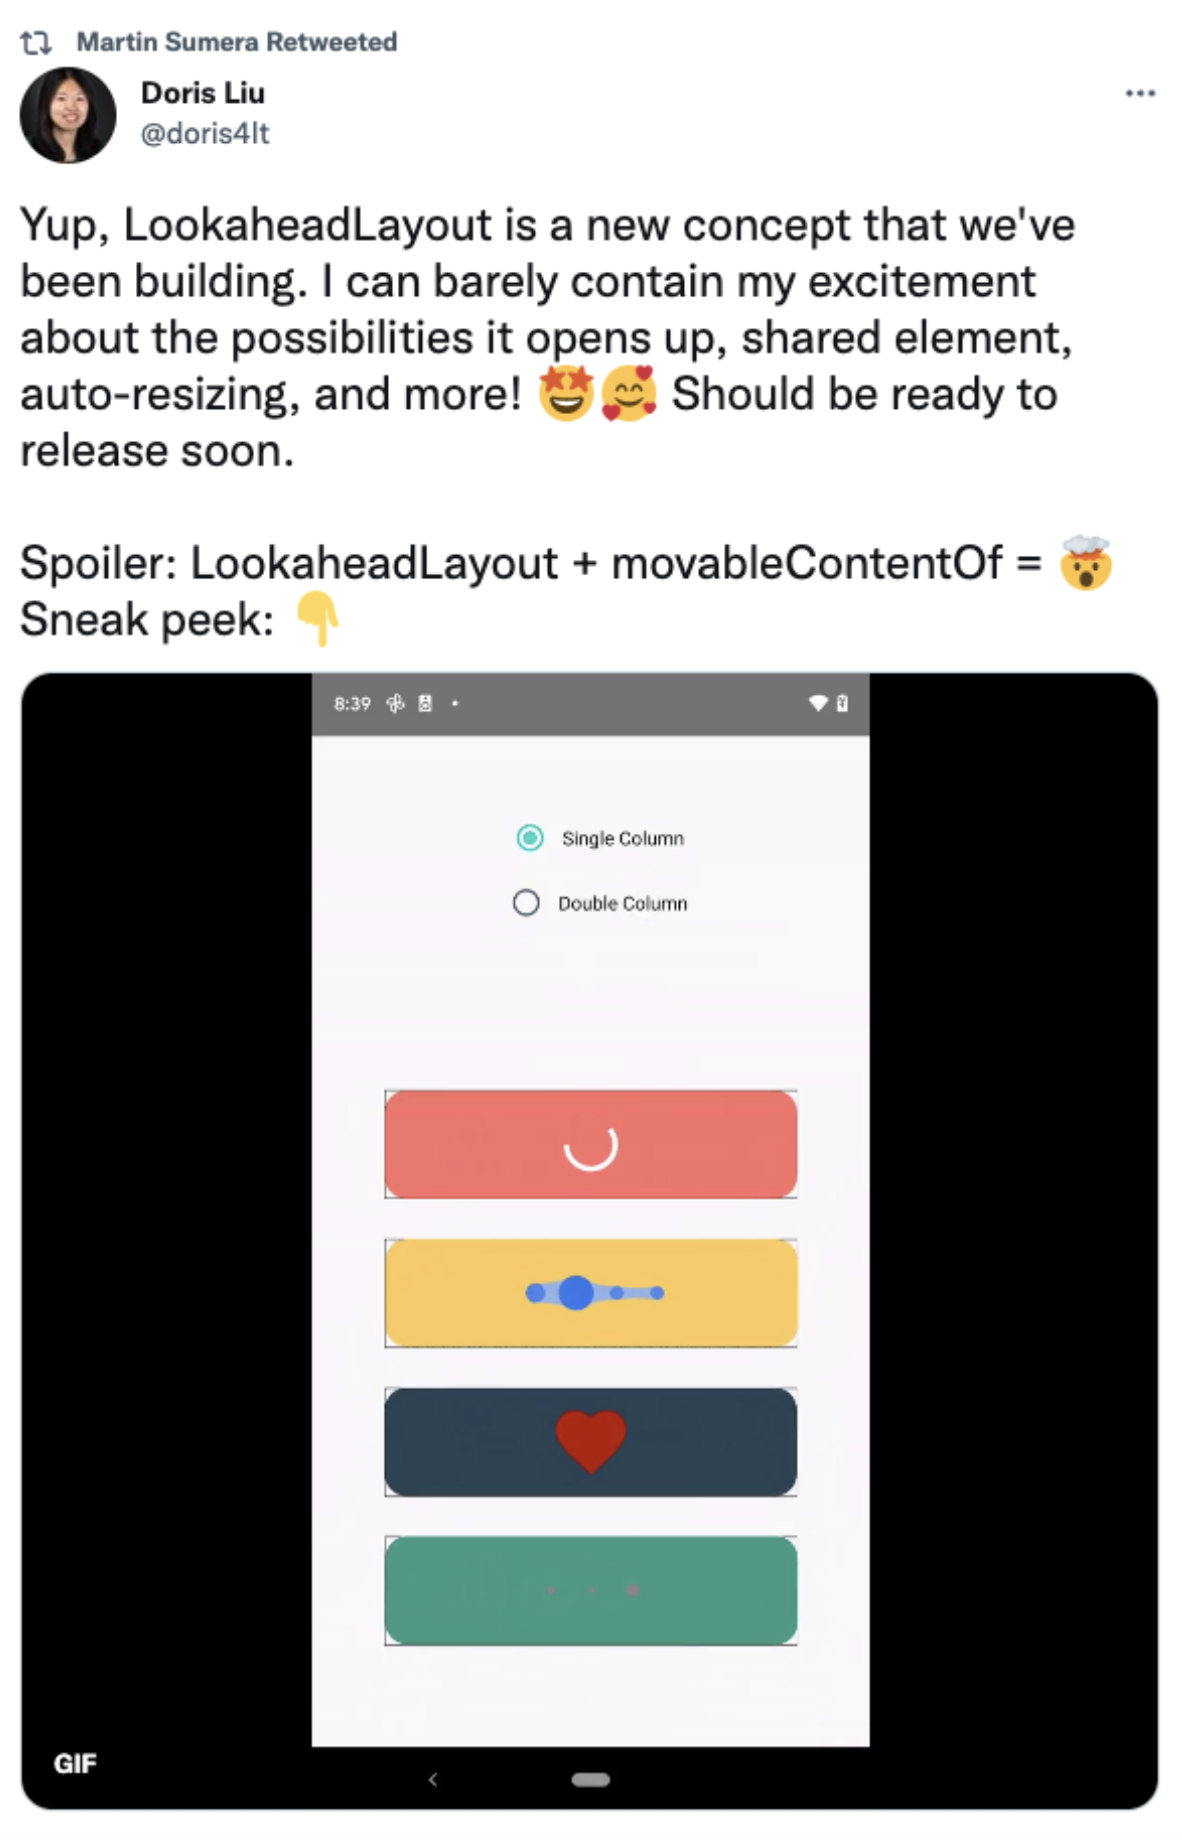 Martin Sumera Retweeted
Doris Liu
@doris4lt
Yup, LookaheadLayout is a new concept that we've
been building. I can barely contain my excitement
about the possibilities it opens up, shared element,
auto-resizing, and more! 🤩🥰 Should be ready to
release soon.
Spoiler: LookaheadLayout + movableContentOf = 🤯
Sneak peek: 👇
8:39
Single Column
Double Column
GIF